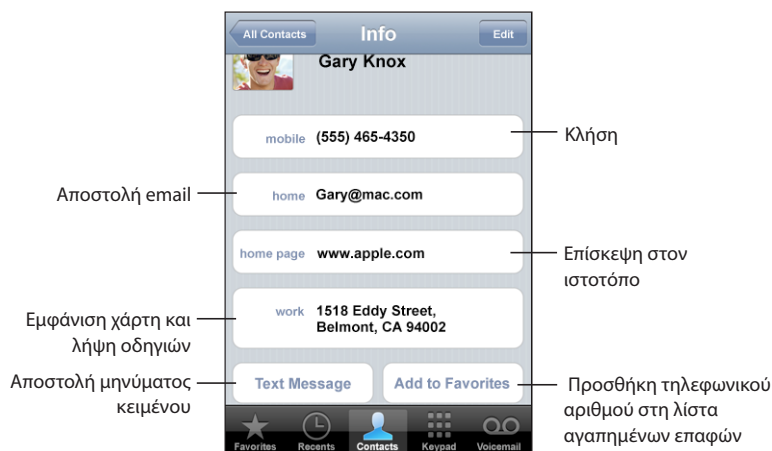 All Contacts
Info
Edit
Gary Knox
mobile (555) 465-4350
Κλήση
Αποστολή email
home Gary@mac.com
home page www.apple.com
Επίσκεψη στον
ιστοτόπο
Εμφάνιση χάρτη και
λήψη οδηγιών
work 1518 Eddy Street,
Belmont, CA 94002
Αποστολή μηνύματος
κειμένου
Text Message
Add to Favorites
Προσθήκη τηλεφωνικού
αριθμού στη λίστα
αγαπημένων επαφών
Favorites
Recents
Contacts
Keypad
Voicemail